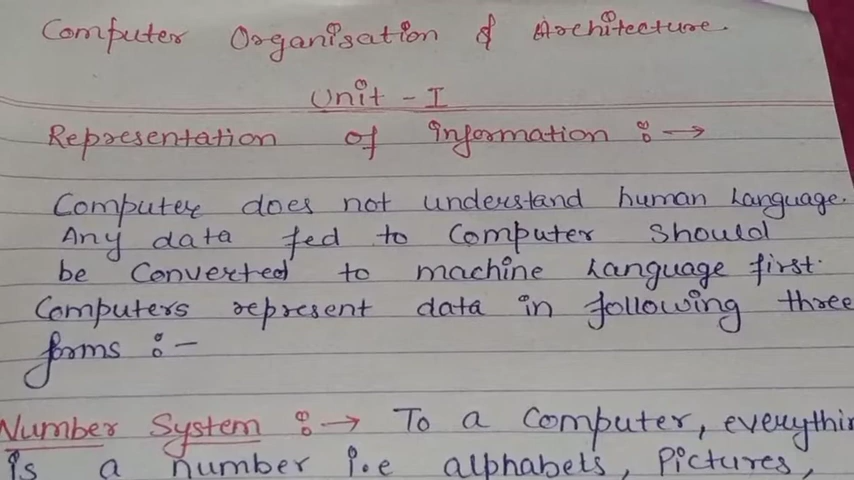 Computer Organisation & Architecture.
Unit - I
Representation of information :→
Computer does not understand human Language.
Any data fed to Computer should
be Converted to machine Language first.
Computers represent data in following three
forms :-
Number System :→ To a Computer, everythin
is a number i.e alphabets, Pictures,